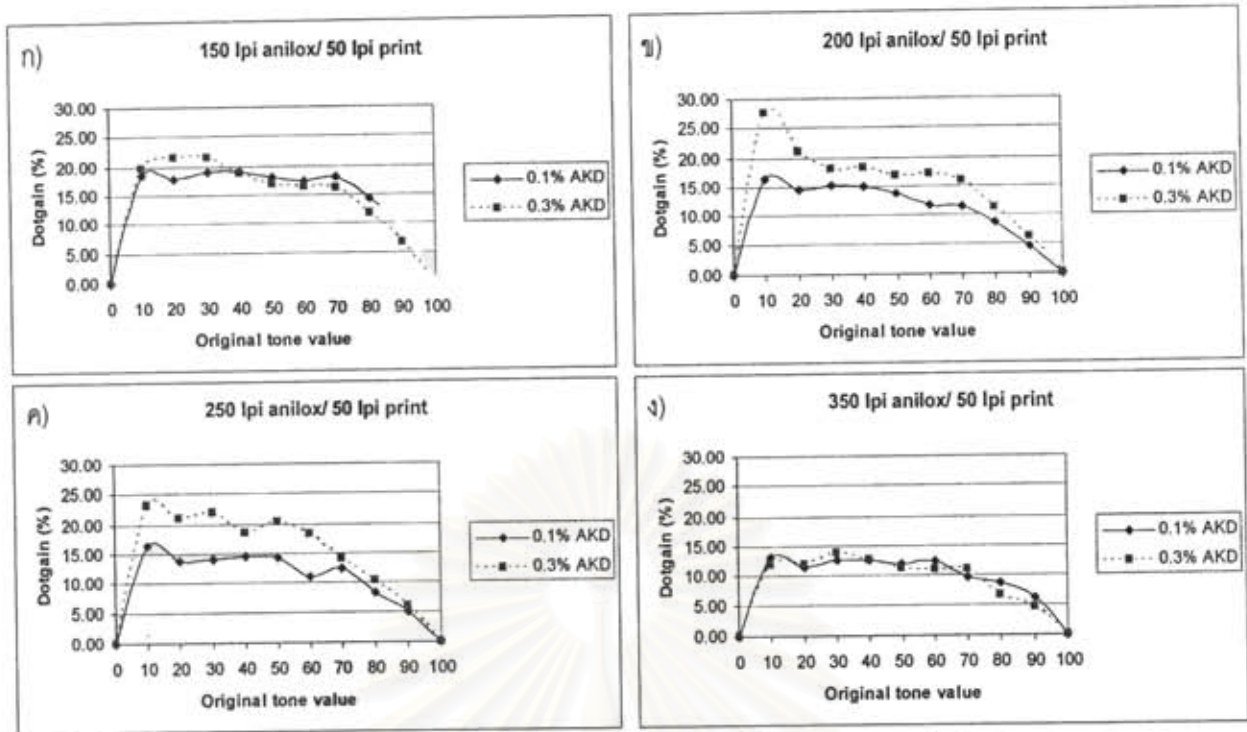 ก)
150 lpi anilox/ 50 lpi print
30.00
25.00
20.00
15.00
10.00
5.00
0.00
Dotgain (%)
0 10 20 30 40 50 60 70 80 90 100
Original tone value
0.1% AKD
0.3% AKD
ข)
200 lpi anilox/ 50 lpi print
30.00
25.00
20.00
15.00
10.00
5.00
0.00
Dotgain (%)
0 10 20 30 40 50 60 70 80 90 100
Original tone value
0.1% AKD
0.3% AKD
ค)
250 lpi anilox/ 50 lpi print
30.00
25.00
20.00
15.00
10.00
5.00
0.00
Dotgain (%)
0 10 20 30 40 50 60 70 80 90 100
Original tone value
0.1% AKD
0.3% AKD
ง)
350 lpi anilox/ 50 lpi print
30.00
25.00
20.00
15.00
10.00
5.00
0.00
Dotgain (%)
0 10 20 30 40 50 60 70 80 90 100
Original tone value
0.1% AKD
0.3% AKD